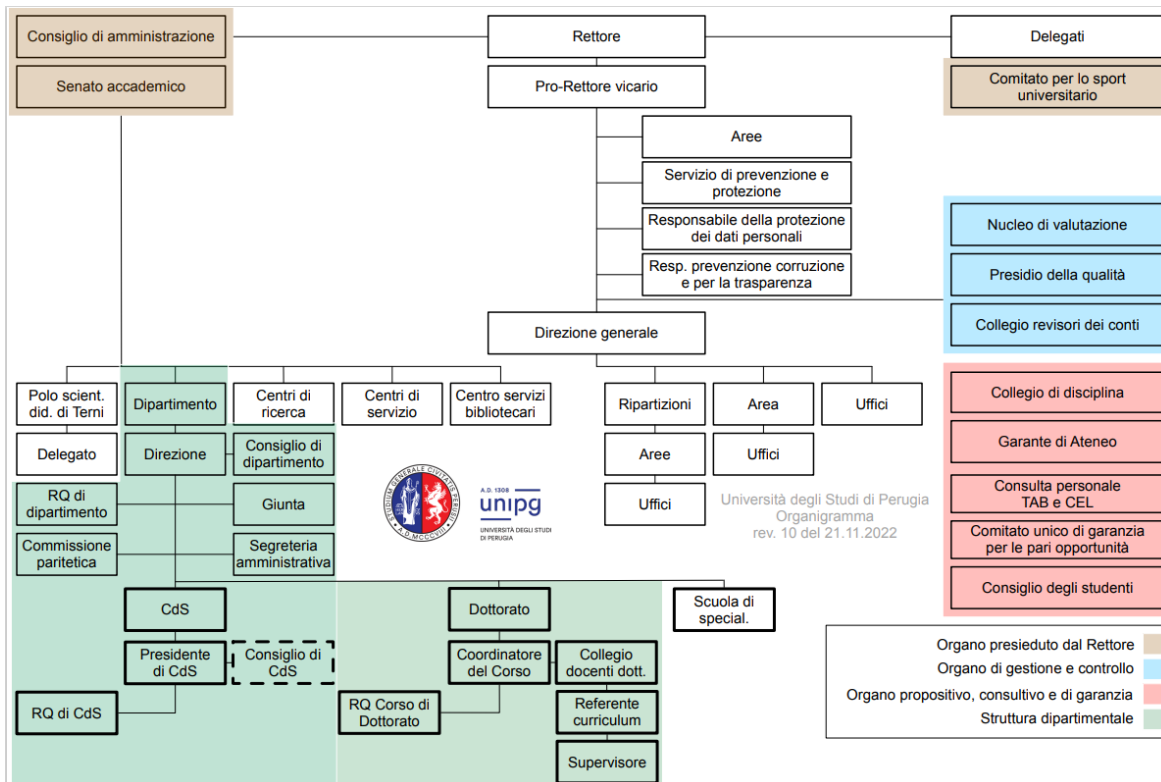 Consiglio di amministrazione
Rettore
Delegati
Senato accademico
Pro-Rettore vicario
Comitato per lo sport
universitario
Aree
Servizio di prevenzione e
protezione
Responsabile della protezione
dei dati personali
Resp. prevenzione corruzione
e per la trasparenza
Nucleo di valutazione
Presidio della qualità
Collegio revisori dei conti
Direzione generale
Polo scient.
did. di Terni
Dipartimento
Centri di
ricerca
Centri di
servizio
Centro servizi
bibliotecari
Ripartizioni
Area
Uffici
Delegato
Direzione
Consiglio di
dipartimento
Aree
Uffici
RQ di
dipartimento
Giunta
Uffici
Commissione
paritetica
Segreteria
amministrativa
STUDIUM GENERALE CIVITATIS PERUSII
A.D. MCCCVIII
A.D. 1308
unipg
UNIVERSITÀ DEGLI STUDI
DI PERUGIA
Università degli Studi di Perugia
Organigramma
rev. 10 del 21.11.2022
Collegio di disciplina
Garante di Ateneo
Consulta personale
TAB e CEL
Comitato unico di garanzia
per le pari opportunità
Consiglio degli studenti
CdS
Dottorato
Scuola di
special.
Presidente
di CdS
Consiglio di
CdS
Coordinatore
del Corso
Collegio
docenti dott.
RQ di CdS
RQ Corso di
Dottorato
Referente
curriculum
Supervisore
Organo presieduto dal Rettore
Organo di gestione e controllo
Organo propositivo, consultivo e di garanzia
Struttura dipartimentale